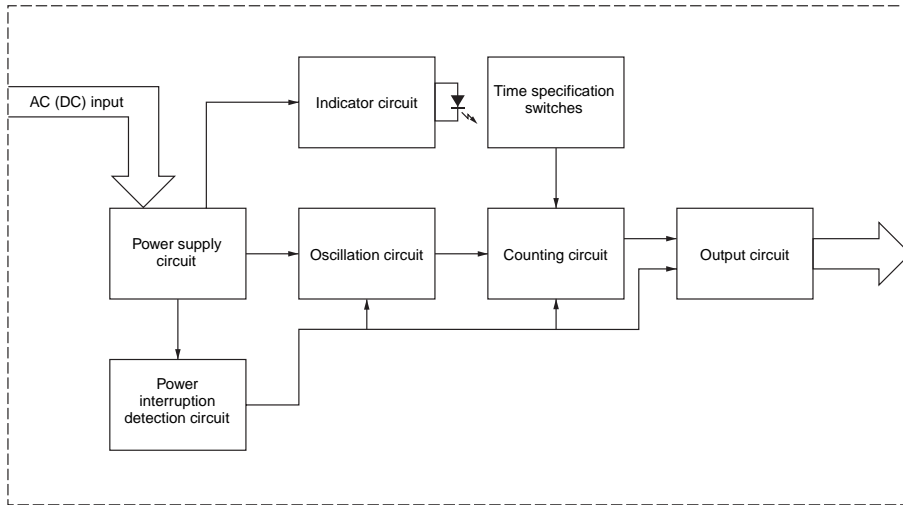 AC (DC) input
Indicator circuit
Time specification
switches
Power supply
circuit
Oscillation circuit
Counting circuit
Output circuit
Power
interruption
detection circuit